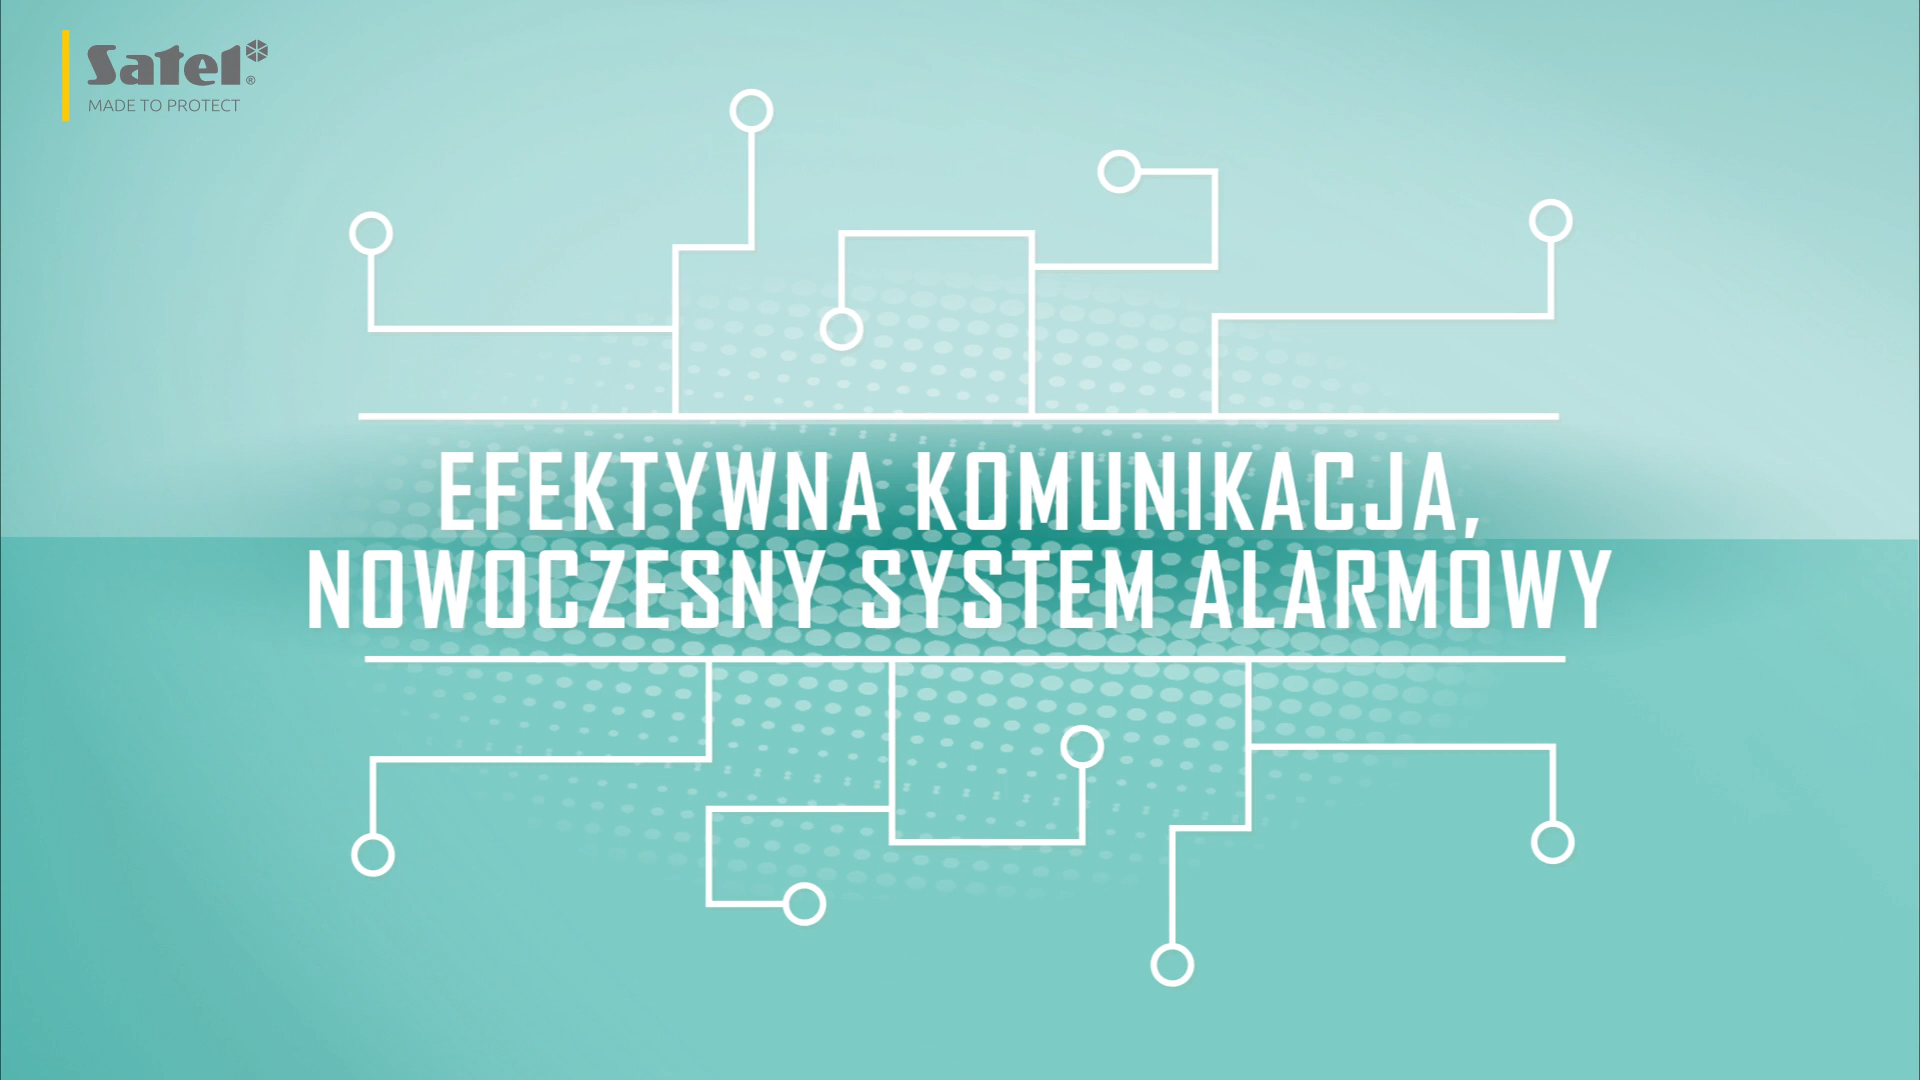 Satel®
MADE TO PROTECT
EFEKTYWNA KOMUNIKACJA,
NOWOCZESNY SYSTEM ALARMOWY